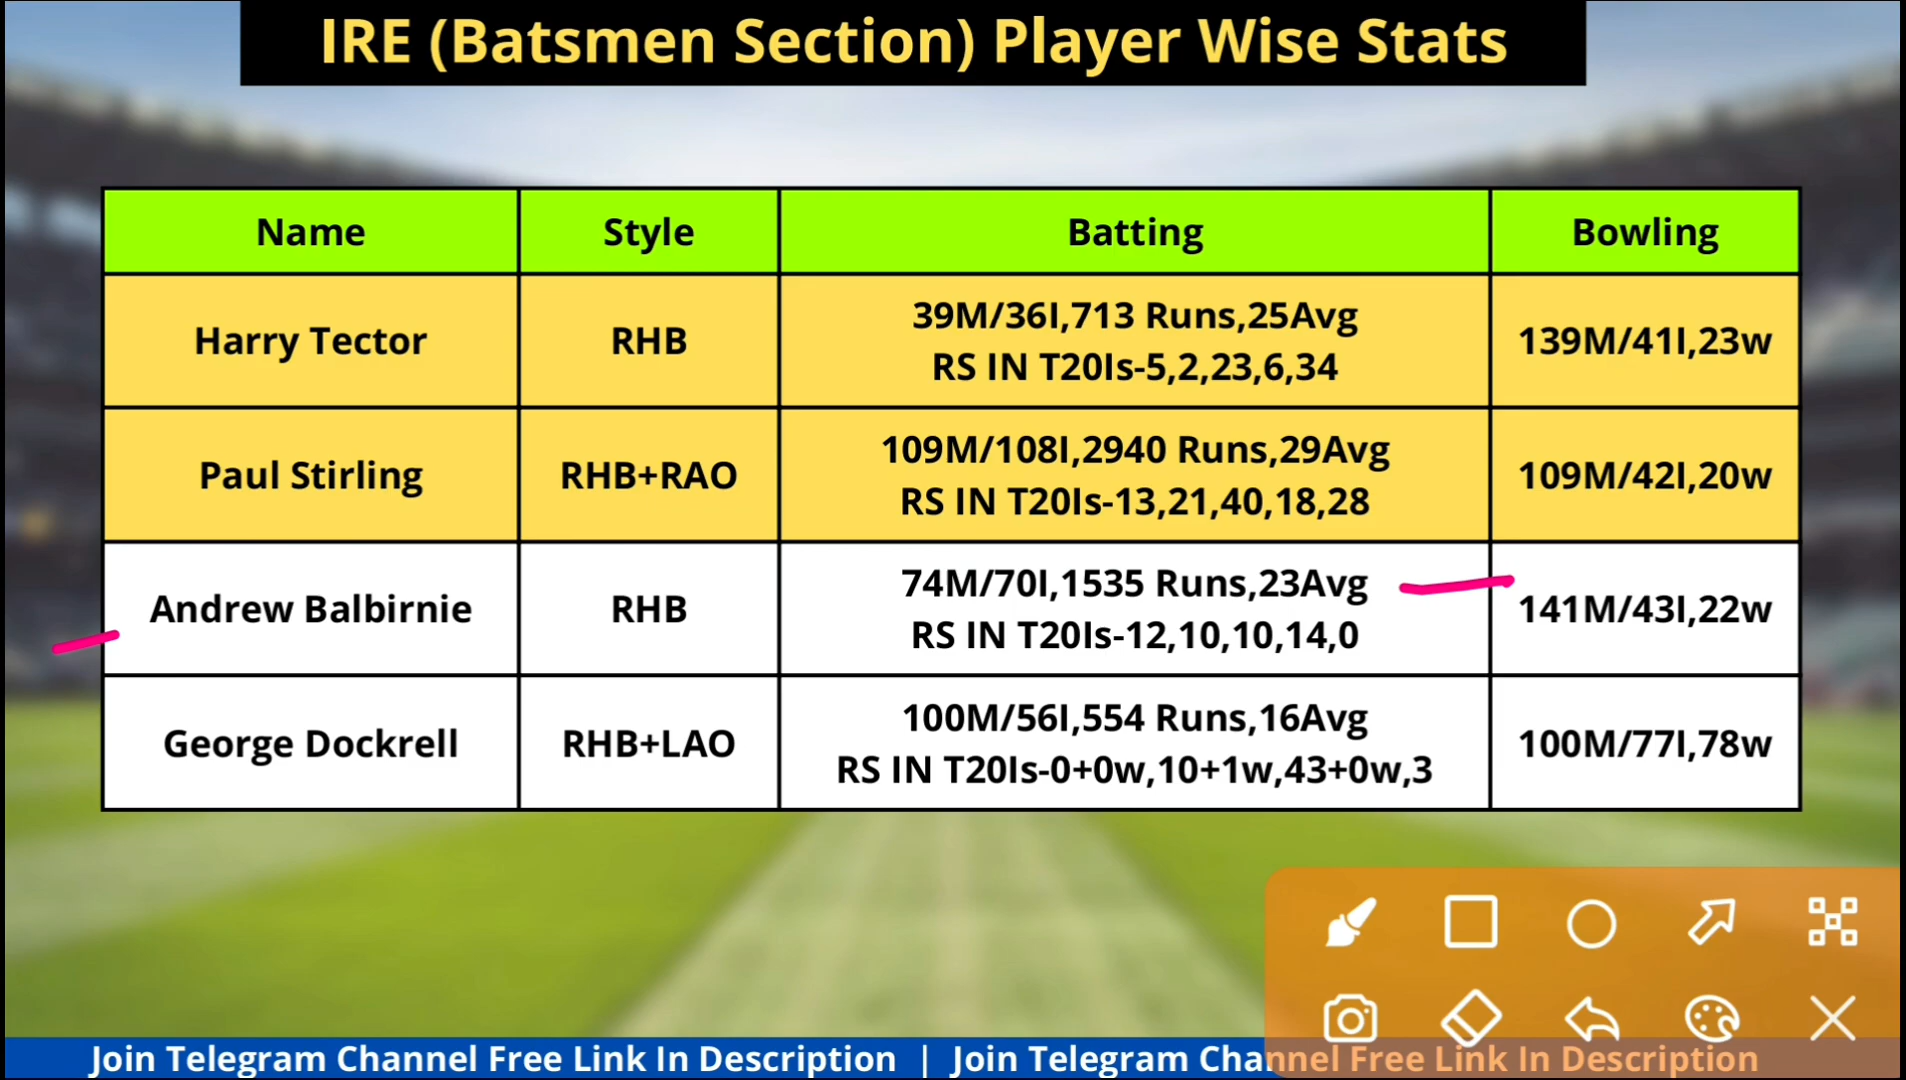 IRE (Batsmen Section) Player Wise Stats
Name Style Batting Bowling
Harry Tector RHB 39M/36I,713 Runs,25Avg 139M/41I,23w
RS IN T20Is-5,2,23,6,34
Paul Stirling RHB+RAO 109M/108I,2940 Runs,29Avg 109M/42I,20w
RS IN T20Is-13,21,40,18,28
Andrew Balbirnie RHB 74M/70I,1535 Runs,23Avg 141M/43I,22w
RS IN T20Is-12,10,10,14,0
George Dockrell RHB+LAO 100M/56I,554 Runs,16Avg 100M/77I,78w
RS IN T20Is-0+0w,10+1w,43+0w,3
Join Telegram Channel Free Link In Description | Join Telegram Channel Free Link In Description